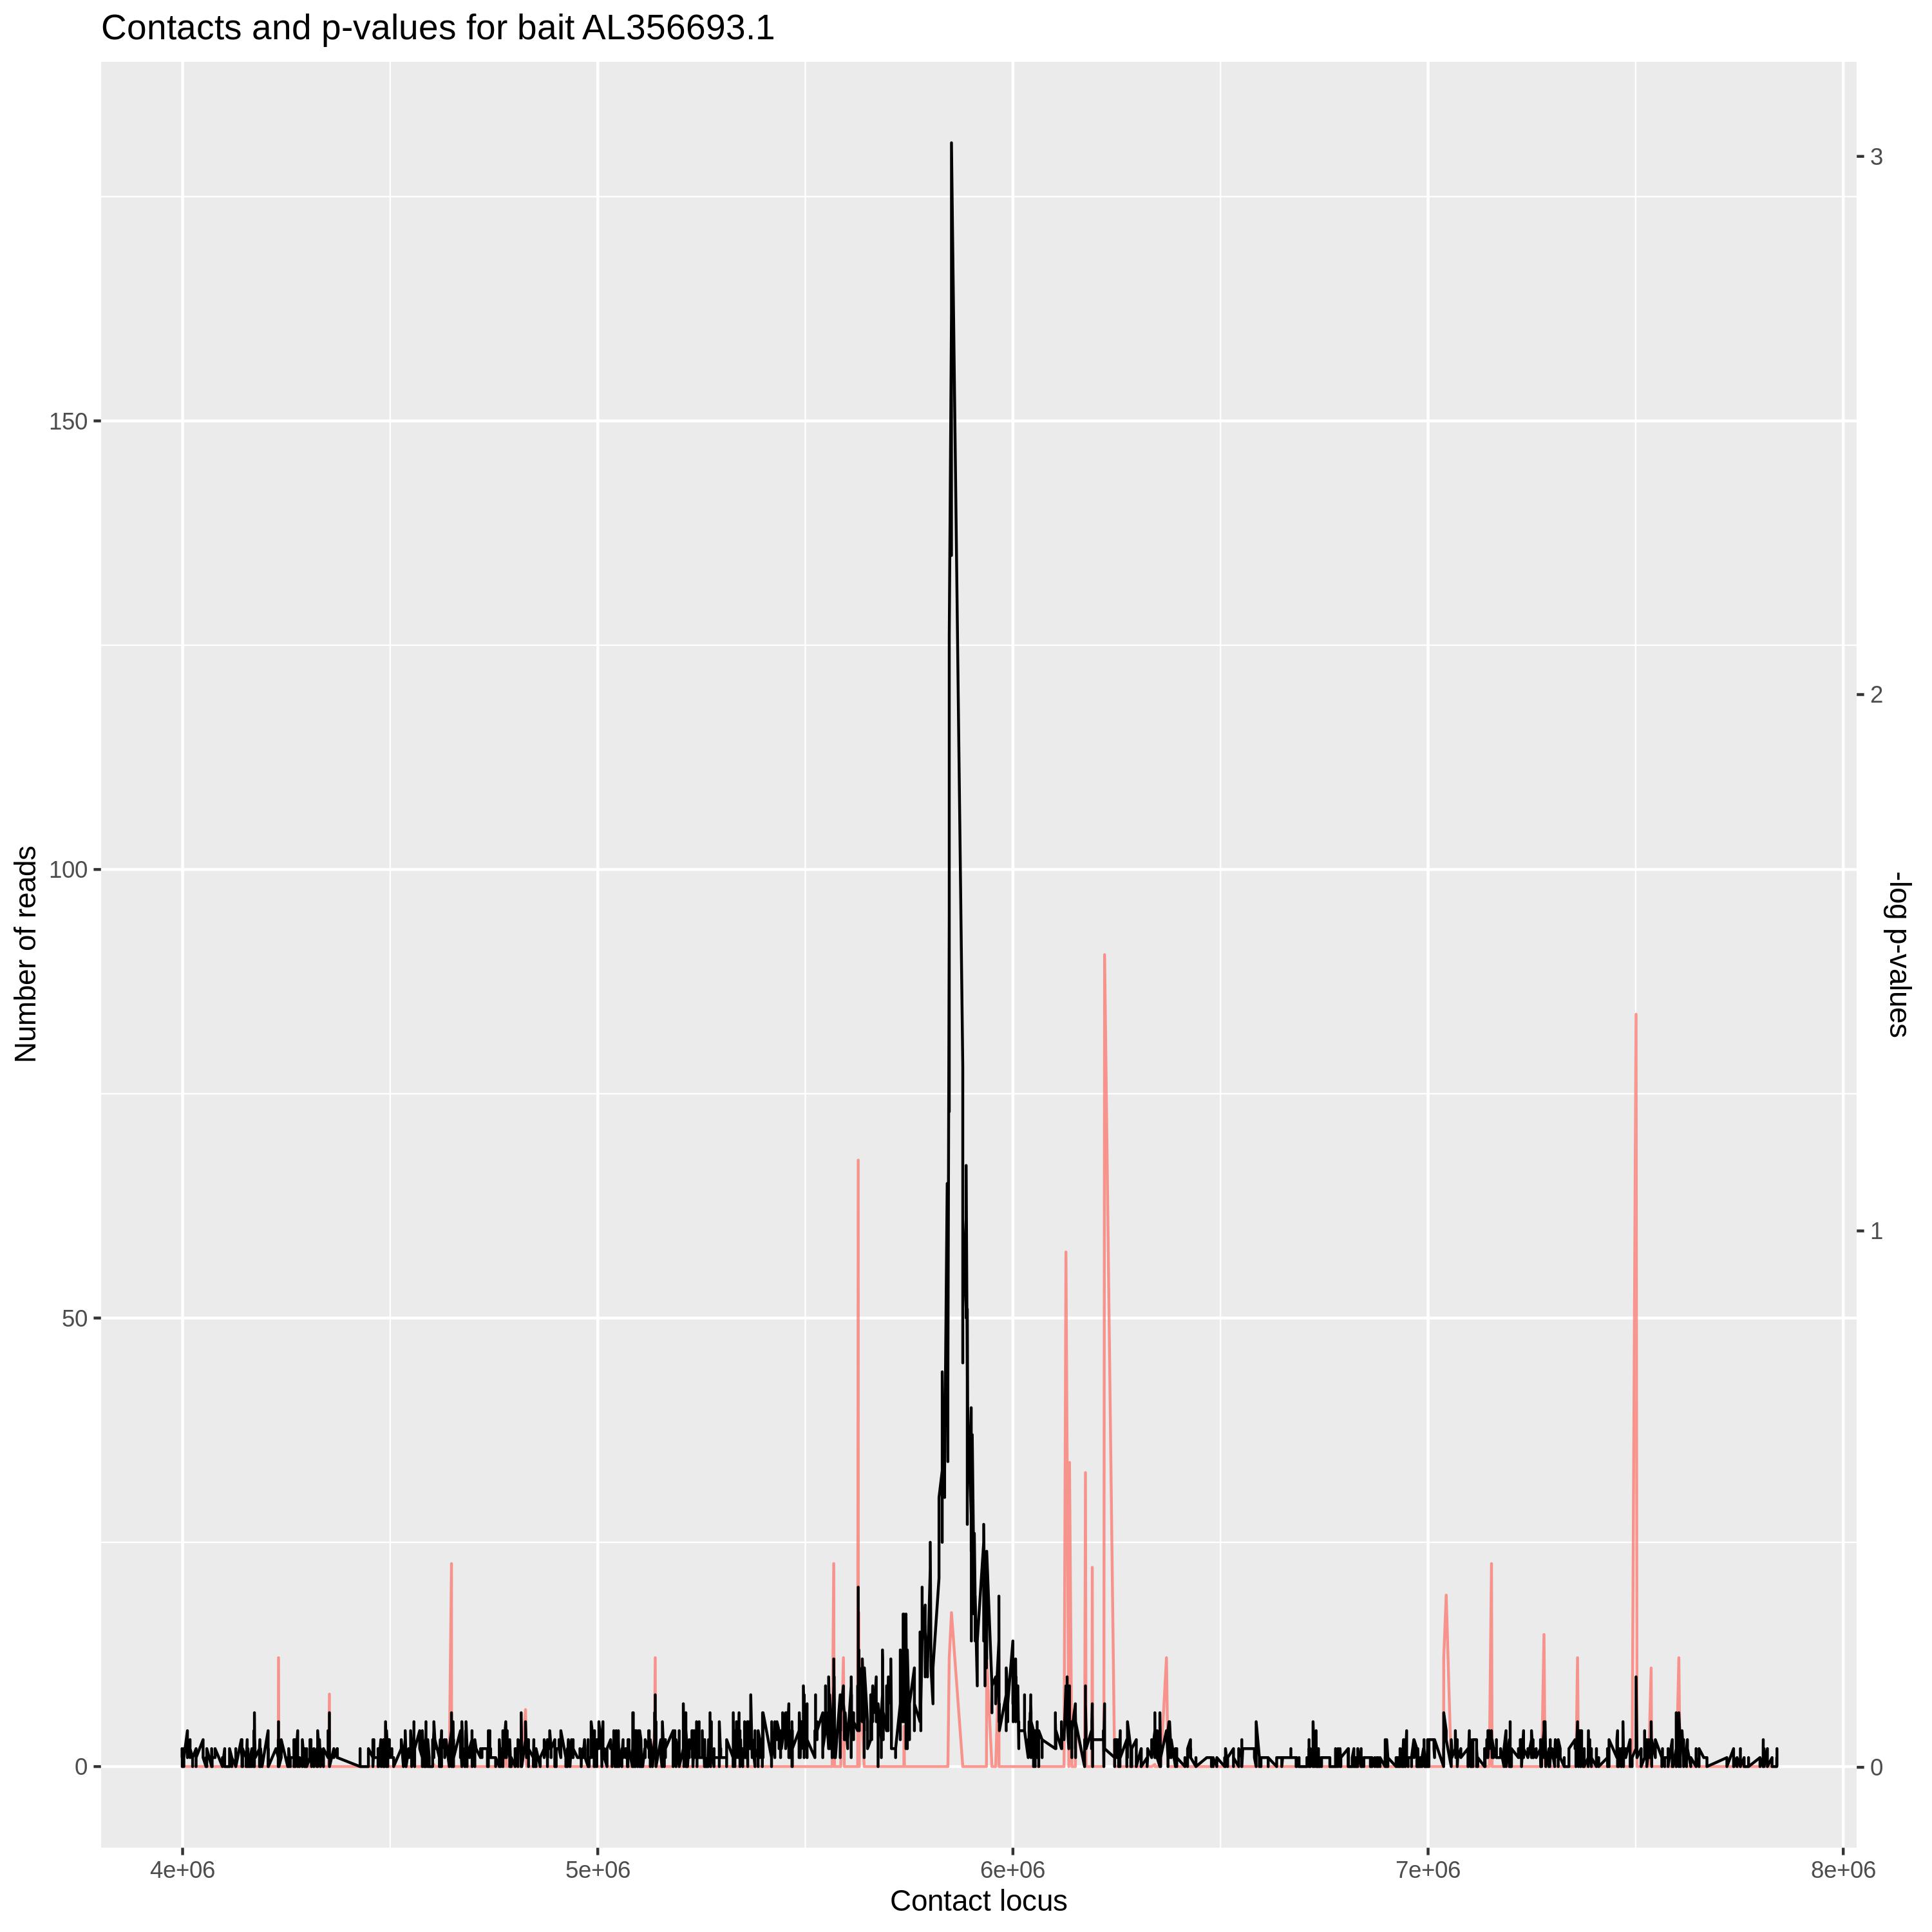 Contacts and p-values for bait AL356693.1
3
150
2
100
Number of reads
-log p-values
1
50
0
0
4e+06
5e+06
6e+06
7e+06
8e+06
Contact locus